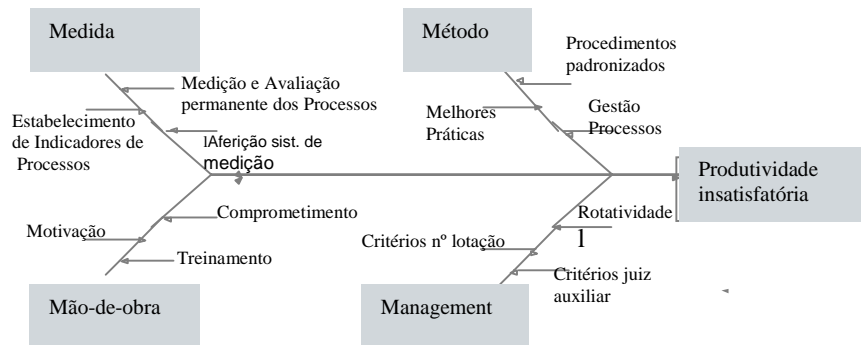 Medida
Método
Procedimentos
padronizados
Medição e Avaliação
permanente dos Processos
Estabelecimento
de Indicadores de
Processos
lAferição sist. de
medição
Melhores
Práticas
Gestão
Processos
Produtividade
insatisfatória
Motivação
Comprometimento
Treinamento
Rotatividade
l
Critérios nº lotação
Critérios juiz
auxiliar
Mão-de-obra
Management